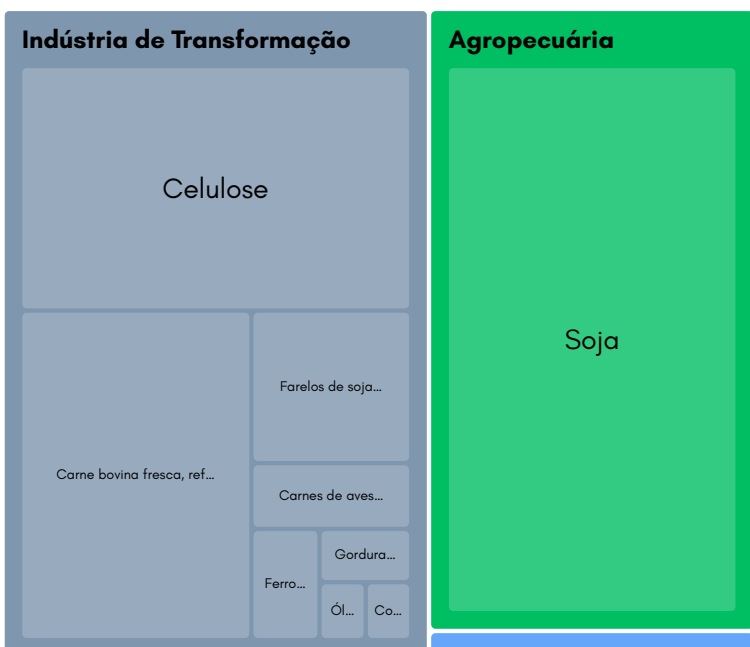 Indústria de Transformação
Celulose
Carne bovina fresca, ref...
Farelos de soja...
Carnes de aves...
Ferro...
Gordura...
Ól...
Co...
Agropecuária
Soja